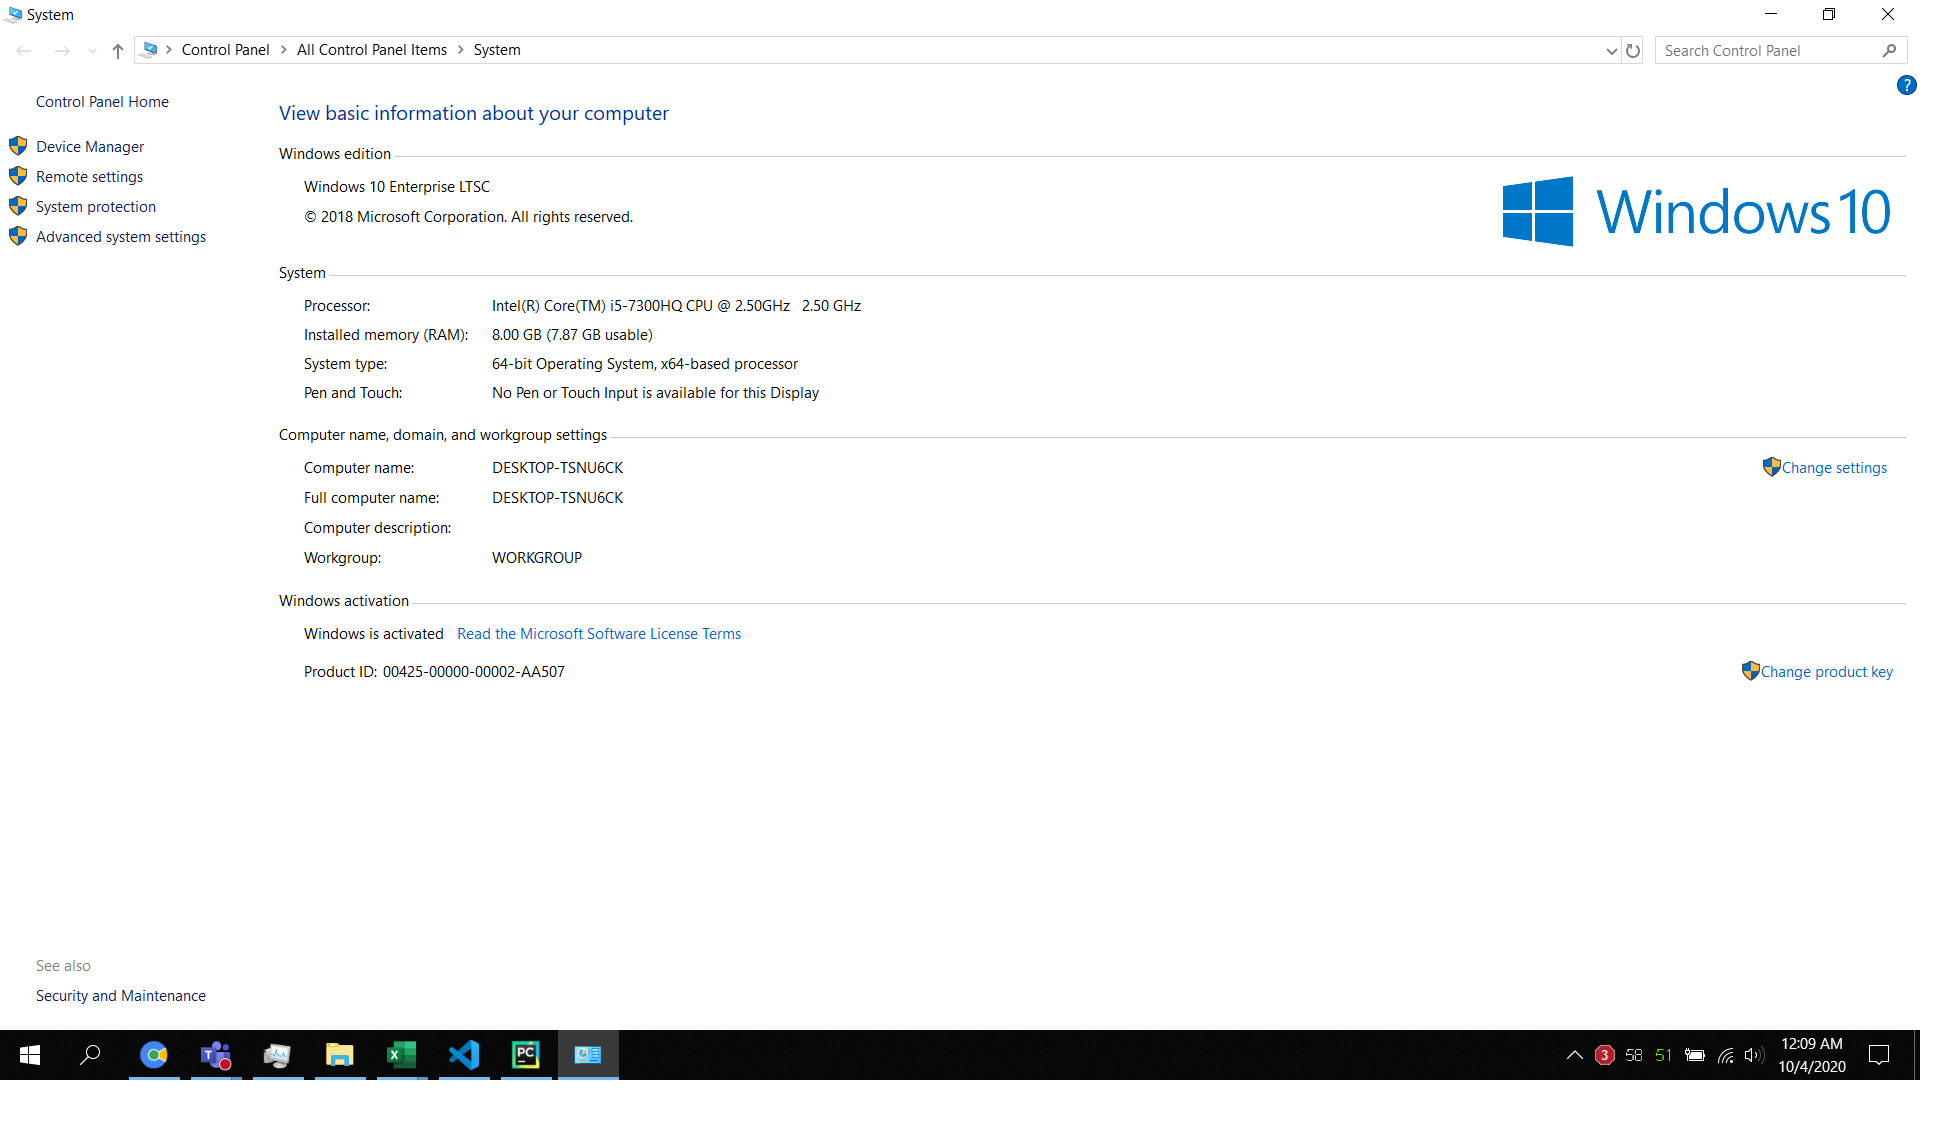 System
Control Panel > All Control Panel Items > System
Search Control Panel
?
Control Panel Home
Device Manager
Remote settings
System protection
Advanced system settings
View basic information about your computer
Windows edition
Windows 10 Enterprise LTSC
© 2018 Microsoft Corporation. All rights reserved.
Windows 10
System
Processor: Intel(R) Core(TM) i5-7300HQ CPU @ 2.50GHz 2.50 GHz
Installed memory (RAM): 8.00 GB (7.87 GB usable)
System type: 64-bit Operating System, x64-based processor
Pen and Touch: No Pen or Touch Input is available for this Display
Computer name, domain, and workgroup settings
Computer name: DESKTOP-TSNU6CK
Change settings
Full computer name: DESKTOP-TSNU6CK
Computer description:
Workgroup: WORKGROUP
Windows activation
Windows is activated Read the Microsoft Software License Terms
Product ID: 00425-00000-00002-AA507
Change product key
See also
Security and Maintenance
T
X
PC
3 58 51
12:09 AM
10/4/2020